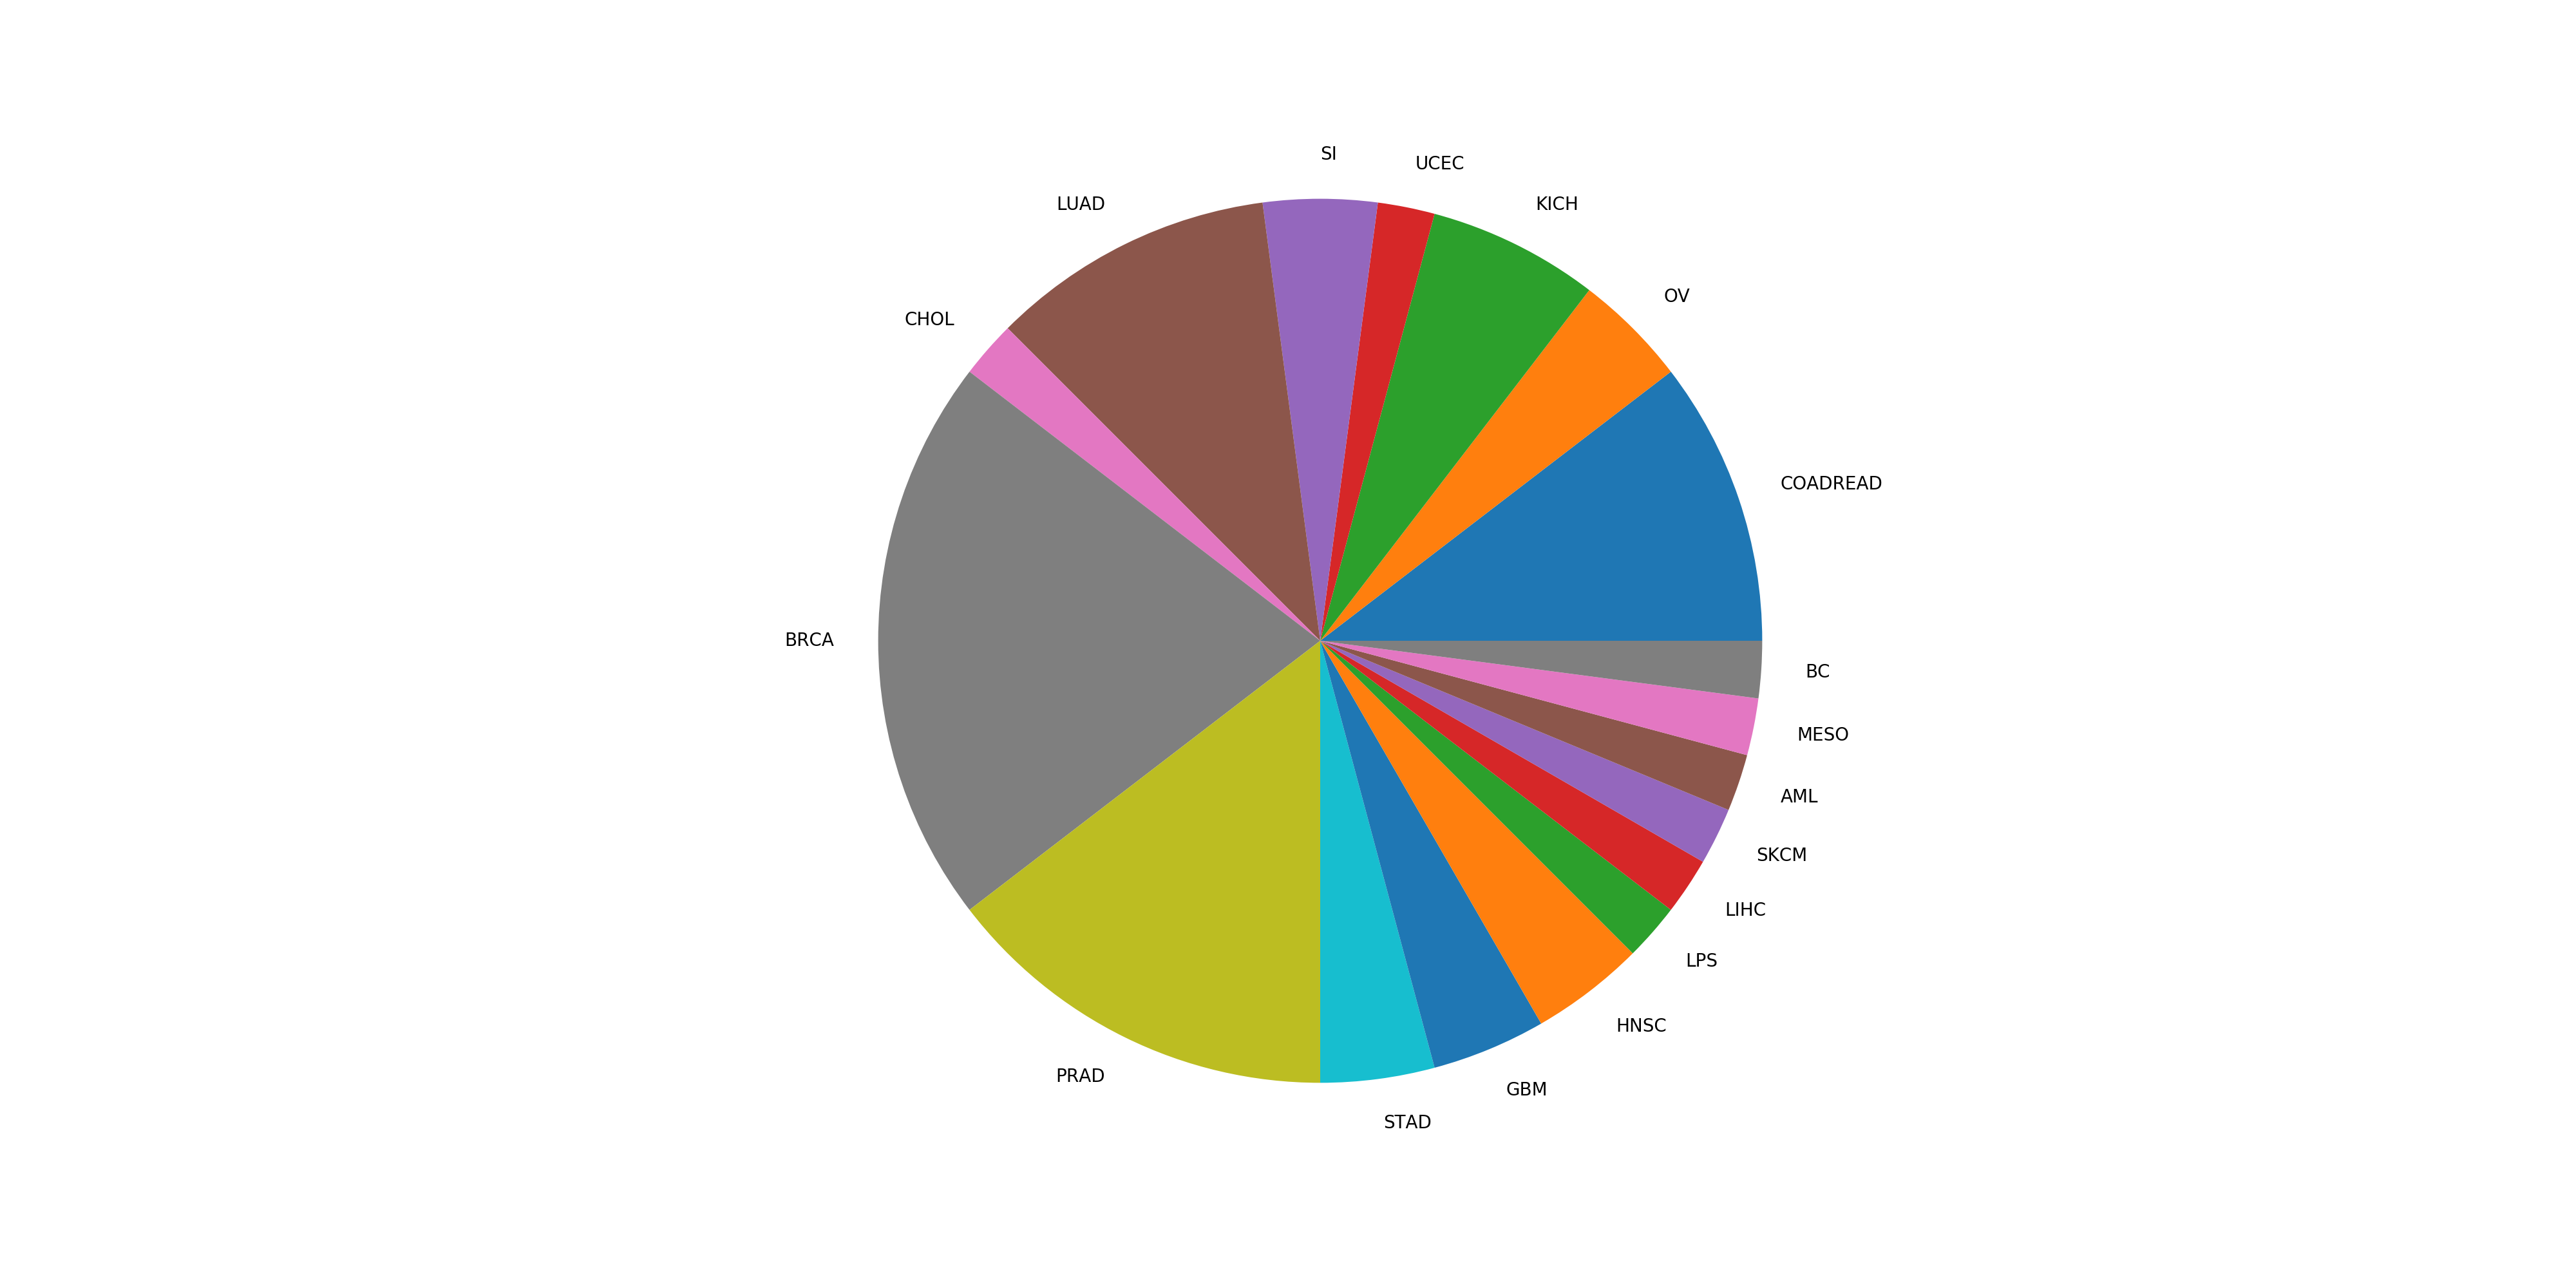 SI
UCEC
KICH
LUAD
OV
CHOL
COADREAD
BRCA
BC
MESO
AML
SKCM
LIHC
LPS
HNSC
PRAD
GBM
STAD